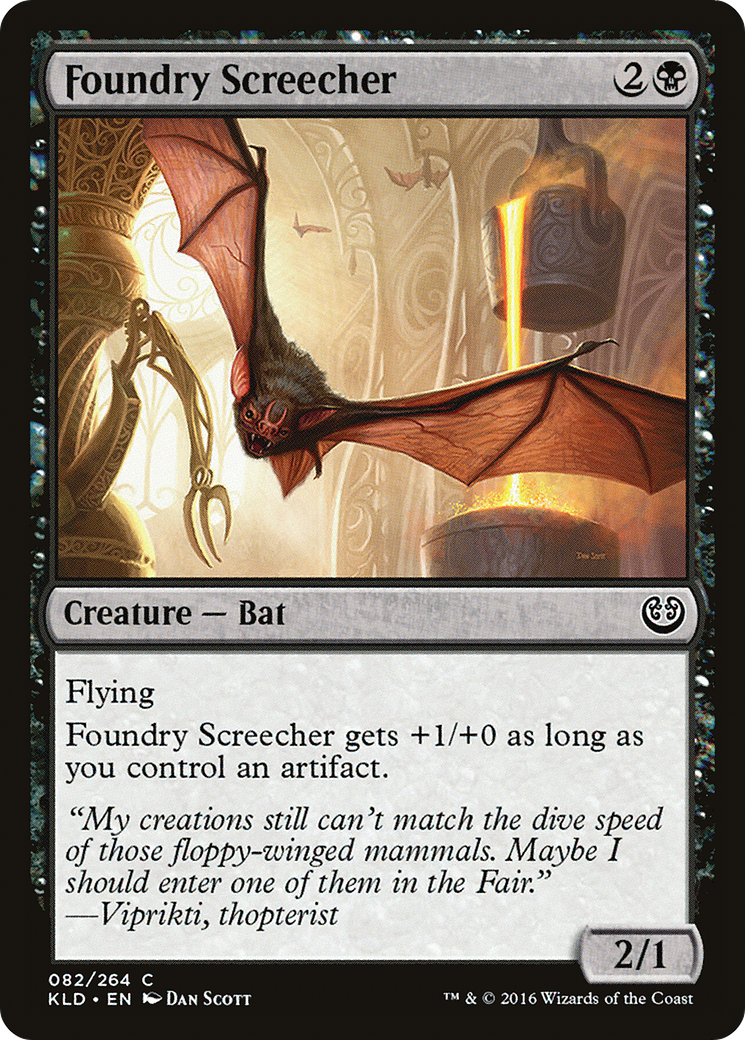 Foundry Screecher 2
Dan Scott
Creature — Bat
Flying
Foundry Screecher gets +1/+0 as long as
you control an artifact.
“My creations still can’t match the dive speed
of those floppy-winged mammals. Maybe I
should enter one of them in the Fair.”
—Viprikti, thopterist
2/1
082/264 C
KLD • EN Dan Scott
™ & © 2016 Wizards of the Coast